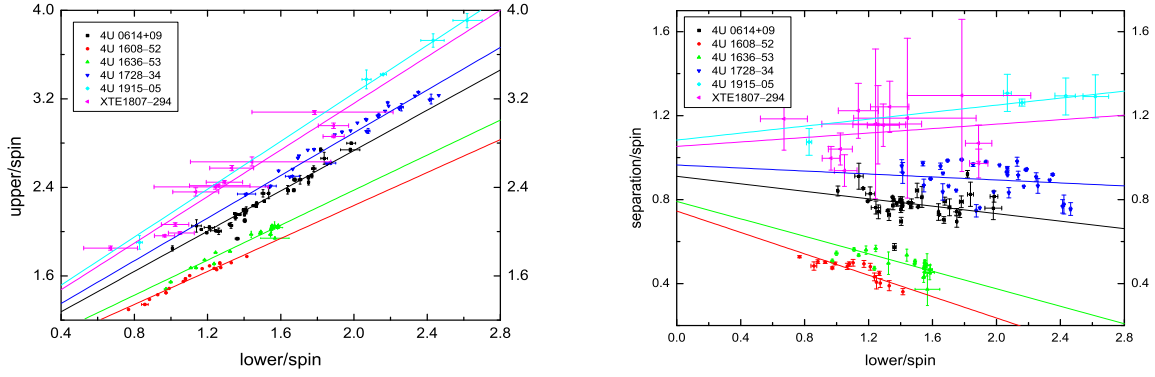 4.0
3.2
2.4
1.6
4.0
3.2
2.4
1.6
upper/spin
4U 0614+09
4U 1608–52
4U 1636–53
4U 1728–34
4U 1915–05
XTE1807–294
0.4 0.8 1.2 1.6 2.0 2.4 2.8
lower/spin
1.6
1.2
0.8
0.4
1.6
1.2
0.8
0.4
separation/spin
4U 0614+09
4U 1608–52
4U 1636–53
4U 1728–34
4U 1915–05
XTE1807–294
0.0 0.4 0.8 1.2 1.6 2.0 2.4 2.8
lower/spin